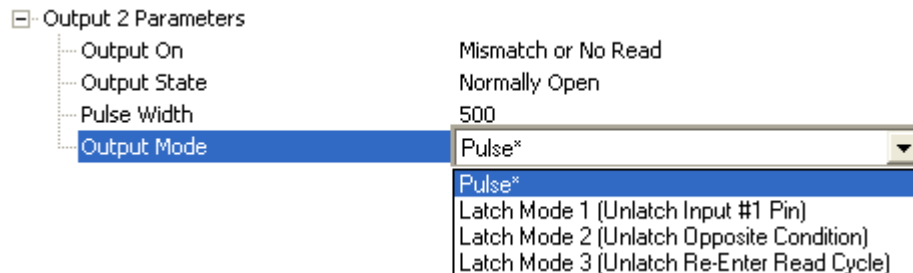 Output 2 Parameters
Output On Mismatch or No Read
Output State Normally Open
Pulse Width 500
Output Mode Pulse*
Pulse*
Latch Mode 1 (Unlatch Input #1 Pin)
Latch Mode 2 (Unlatch Opposite Condition)
Latch Mode 3 (Unlatch Re-Enter Read Cycle)